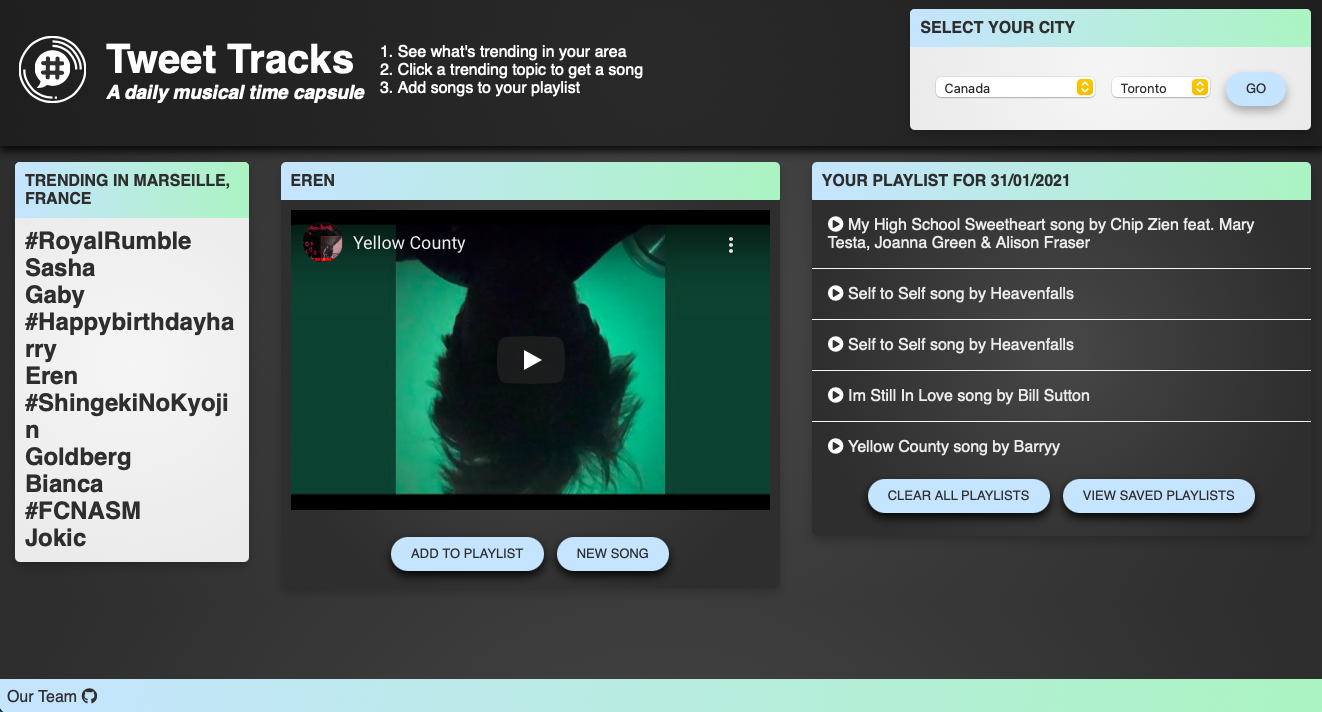 Tweet Tracks
A daily musical time capsule
1. See what's trending in your area
2. Click a trending topic to get a song
3. Add songs to your playlist
SELECT YOUR CITY
Canada
Toronto
GO
TRENDING IN MARSEILLE,
FRANCE
#RoyalRumble
Sasha
Gaby
#Happybirthdayha
rry
Eren
#ShingekiNoKyoji
n
Goldberg
Bianca
#FCNASM
Jokic
EREN
Yellow County
ADD TO PLAYLIST
NEW SONG
YOUR PLAYLIST FOR 31/01/2021
My High School Sweetheart song by Chip Zien feat. Mary
Testa, Joanna Green & Alison Fraser
Self to Self song by Heavenfalls
Self to Self song by Heavenfalls
Im Still In Love song by Bill Sutton
Yellow County song by Barryy
CLEAR ALL PLAYLISTS
VIEW SAVED PLAYLISTS
Our Team